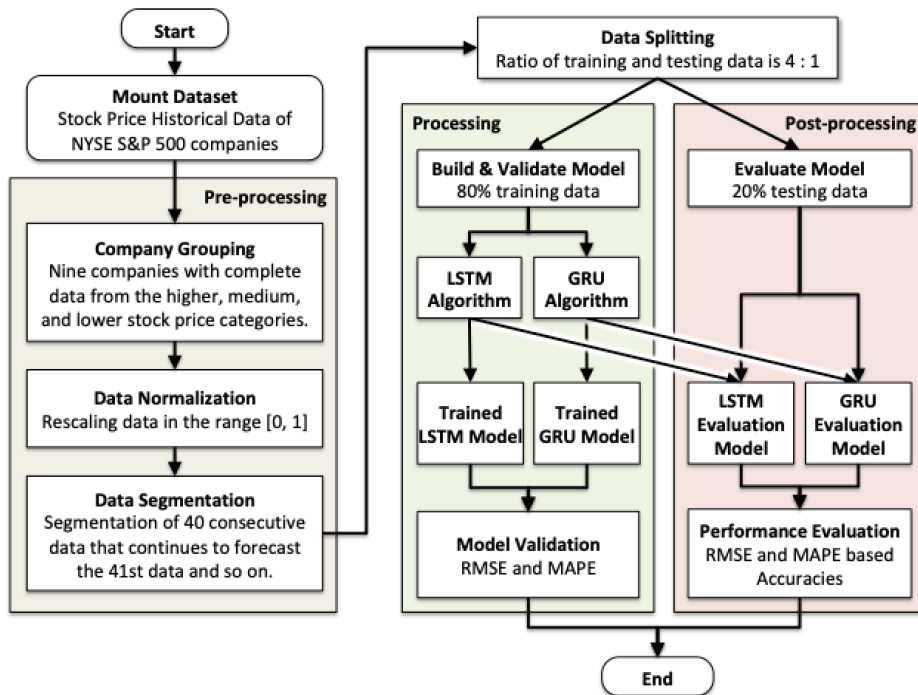 Start
Mount Dataset
Stock Price Historical Data of
NYSE S&P 500 companies
Pre-processing
Company Grouping
Nine companies with complete
data from the higher, medium,
and lower stock price categories.
Data Normalization
Rescaling data in the range [0, 1]
Data Segmentation
Segmentation of 40 consecutive
data that continues to forecast
the 41st data and so on.
Data Splitting
Ratio of training and testing data is 4 : 1
Processing
Build & Validate Model
80% training data
LSTM
Algorithm
GRU
Algorithm
Trained
LSTM Model
Trained
GRU Model
Model Validation
RMSE and MAPE
Post-processing
Evaluate Model
20% testing data
LSTM
Evaluation
Model
GRU
Evaluation
Model
Performance Evaluation
RMSE and MAPE based
Accuracies
End